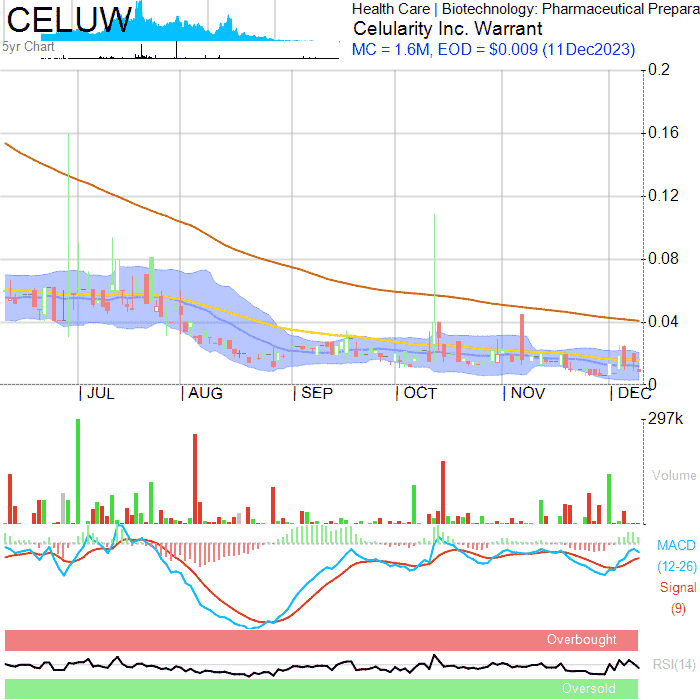 CELUW
5yr Chart
Health Care | Biotechnology: Pharmaceutical Prepara
Celularity Inc. Warrant
MC = 1.6M, EOD = $0.009 (11Dec2023)
0.2
0.16
0.12
0.08
0.04
0
| JUL | AUG | SEP | OCT | NOV | DEC
297k
Volume
MACD
(12-26)
Signal
(9)
Overbought
RSI(14)
Oversold